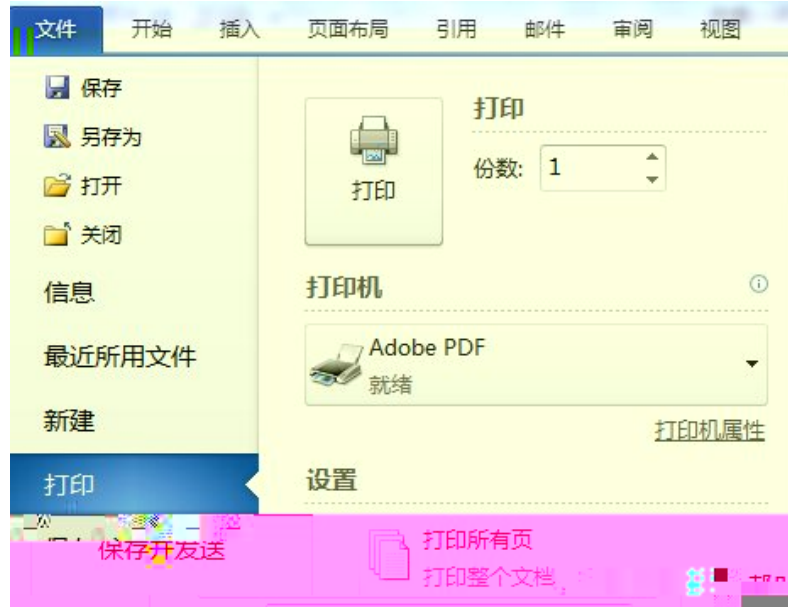 文件 开始 插入 页面布局 引用 邮件 审阅 视图
保存
另存为
打开
关闭
信息
最近所用文件
新建
打印
保存开发送
打印
打印
份数: 1
打印机
Adobe PDF
就绪
打印机属性
设置
打印所有页
打印整个文档